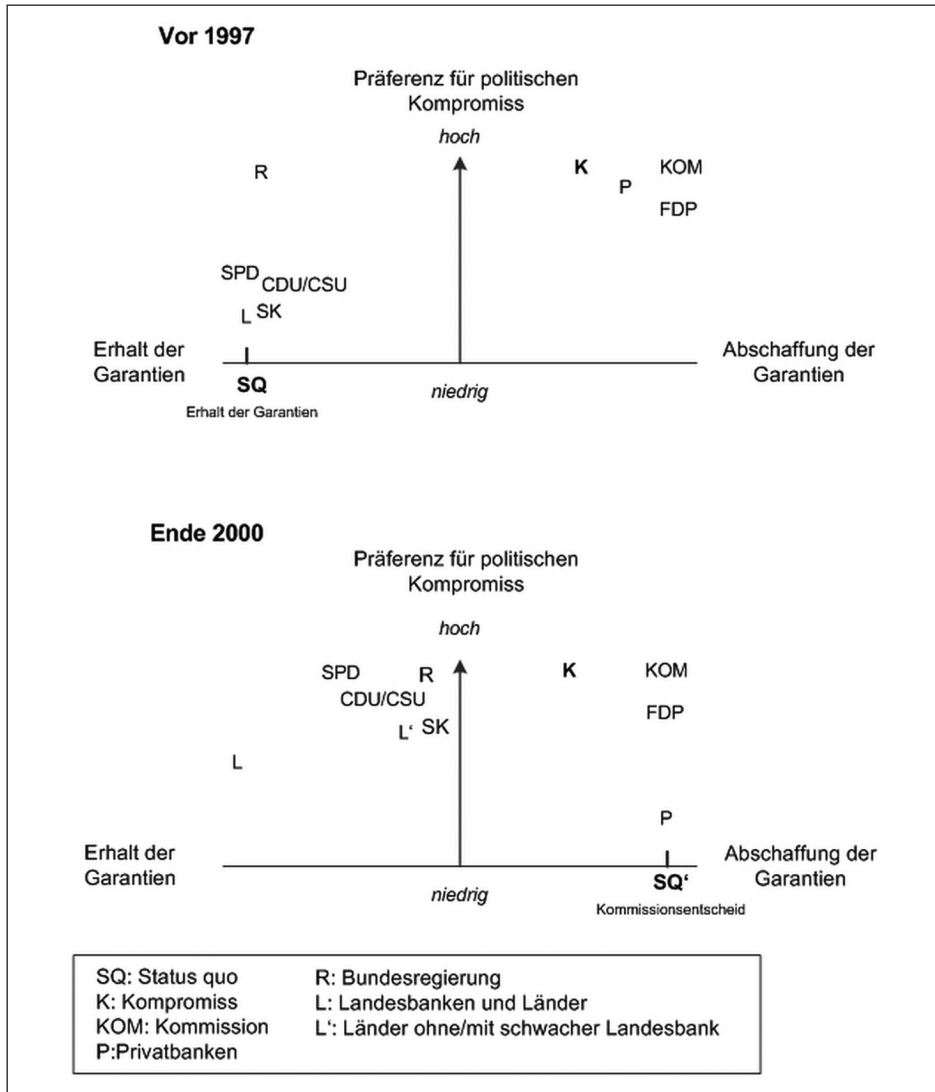 Vor 1997
Präferenz für politischen
Kompromiss
hoch
R
K
KOM
P
FDP
SPD
CDU/CSU
L
SK
Erhalt der
Garantien
Abschaffung der
Garantien
SQ
niedrig
Erhalt der Garantien
Ende 2000
Präferenz für politischen
Kompromiss
hoch
SPD
R
K
KOM
CDU/CSU
FDP
L‘
SK
L
P
Erhalt der
Garantien
Abschaffung der
Garantien
niedrig
SQ‘
Kommissionsentscheid
SQ: Status quo
K: Kompromiss
KOM: Kommission
P:Privatbanken
R: Bundesregierung
L: Landesbanken und Länder
L‘: Länder ohne/mit schwacher Landesbank